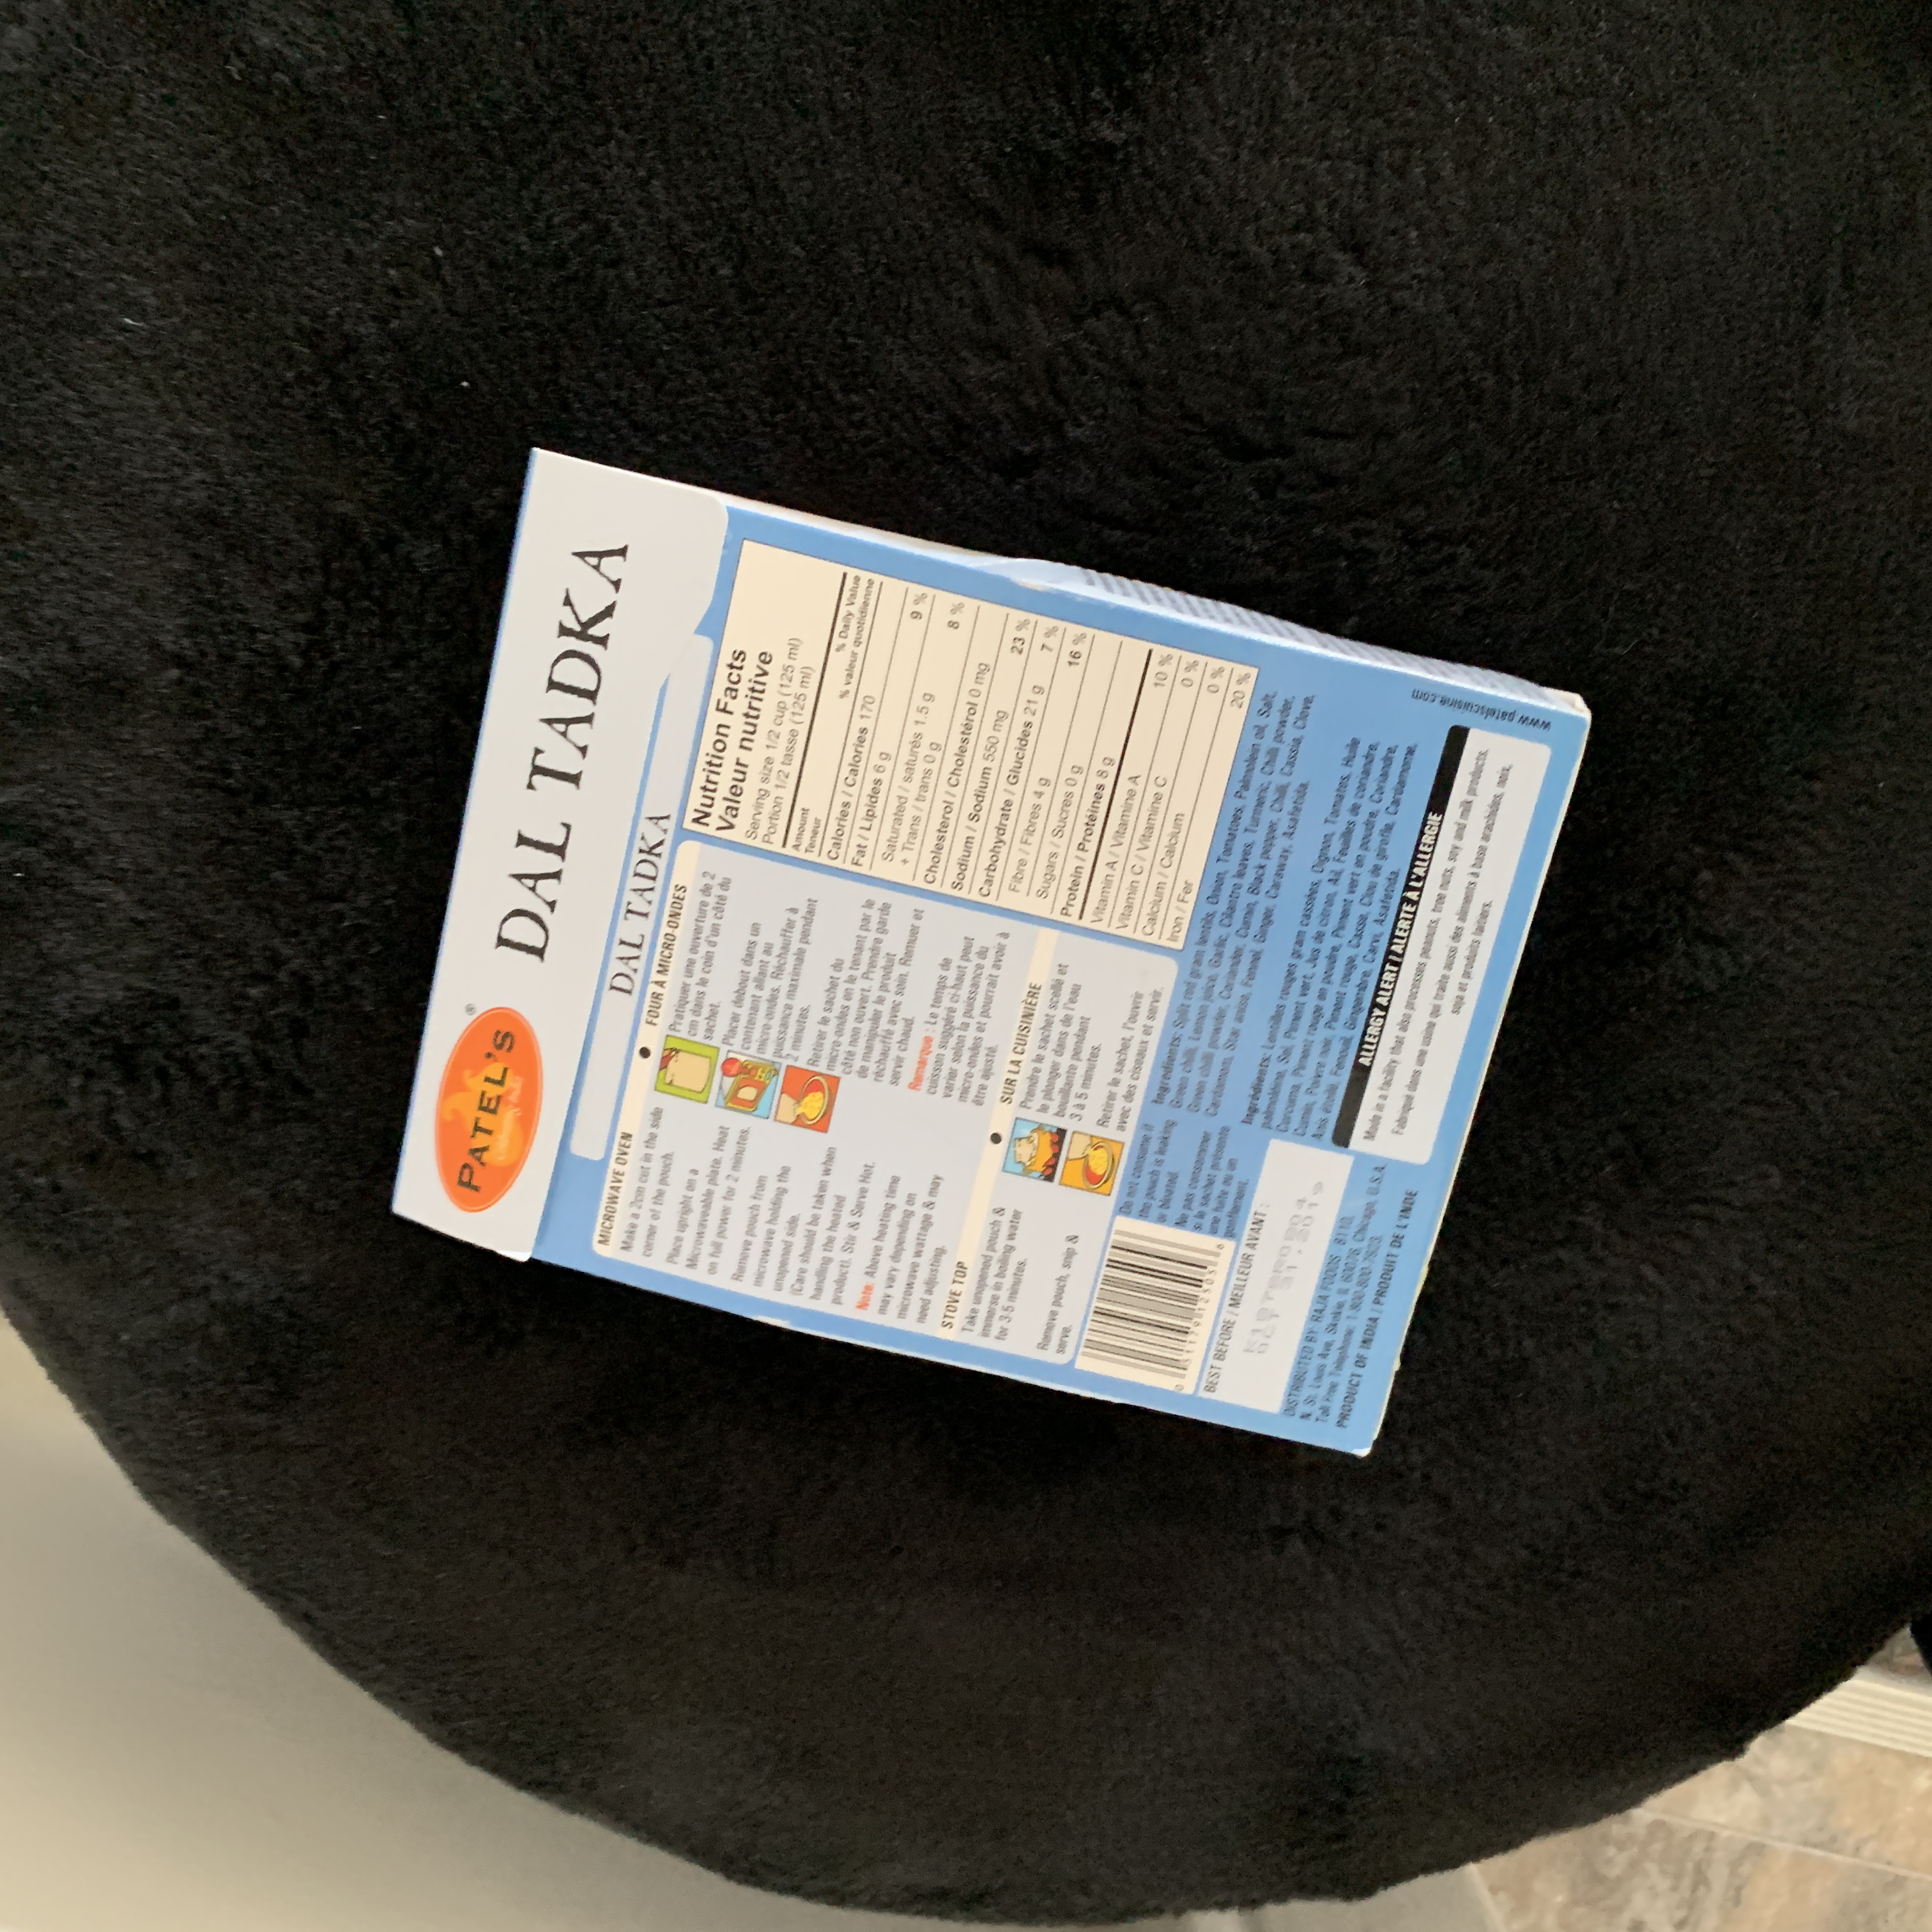 PATEL'S
®
DAL TADKA
DAL TADKA
MICROWAVE OVEN
Make a 2cm cut in the side
corner of the pouch.
Place upright on a
Microwaveable plate. Heat
on full power for 2 minutes.
Remove pouch from
microwave holding the
unopened side.
(Care should be taken when
handling the heated
product). Stir & Serve Hot.
Note: Above heating time
may vary depending on
microwave wattage & may
need adjusting.
STOVE TOP
Take unopened pouch &
immerse in boiling water
for 3-5 minutes.
Remove pouch, snip &
serve.
FOUR À MICRO-ONDES
Pratiquer une ouverture de 2
cm dans le coin d'un côté du
sachet.
Placer debout dans un
contenant allant au
micro-ondes. Réchauffer à
puissance maximale pendant
2 minutes.
Retirer le sachet du
micro-ondes en le tenant par le
côté non ouvert. Prendre garde
de manipuler le produit
réchauffé avec soin. Remuer et
servir chaud.
Remarque : Le temps de
cuisson suggéré ci-haut peut
varier selon la puissance du
micro-ondes et pourrait avoir à
être ajusté.
SUR LA CUISINIÈRE
Prendre le sachet scellé et
le plonger dans de l'eau
bouillante pendant
3 à 5 minutes.
Retirer le sachet, l'ouvrir
avec des ciseaux et servir.
Nutrition Facts
Valeur nutritive
Serving size 1/2 cup (125 ml)
Portion 1/2 tasse (125 ml)
Amount % Daily Value
Teneur % valeur quotidienne
Calories / Calories 170
Fat / Lipides 6 g 9 %
Saturated / saturés 1.5 g
+ Trans / trans 0 g 8 %
Cholesterol / Cholestérol 0 mg
Sodium / Sodium 550 mg 23 %
Carbohydrate / Glucides 21 g 7 %
Fibre / Fibres 4 g 16 %
Sugars / Sucres 0 g
Protein / Protéines 8 g
Vitamin A / Vitamine A 10 %
Vitamin C / Vitamine C 0 %
Calcium / Calcium 0 %
Iron / Fer 20 %
Do not consume if
the pouch is leaking
or bloated.
Ne pas consommer
si le sachet présente
une fuite ou un
gonflement.
BEST BEFORE / MEILLEUR AVANT :
OCT 31.2019
DISTRIBUTED BY: RAJA FOODS 8110,
N. St. Louis Ave, Skokie, IL 60076, Chicago, U.S.A.
Toll Free Telephone: 1-800-800-7923.
PRODUCT OF INDIA / PRODUIT DE L'INDE
Ingredients: Split red gram lentils, Onion, Tomatoes, Palmolein oil, Salt,
Green chilli, Lemon juice, Garlic, Cilantro leaves, Turmeric, Chilli powder,
Green chilli powder, Coriander, Cumin, Black pepper, Chilli, Cassia, Clove,
Cardamom, Star anise, Fennel, Ginger, Caraway, Asafetida.
Ingrédients: Lentilles rouges gram cassées, Oignon, Tomates, Huile
palmoléine, Sel, Piment vert, Jus de citron, Ail, Feuilles de coriandre,
Curcuma, Piment rouge en poudre, Piment vert en poudre, Coriandre,
Cumin, Poivre noir, Piment rouge, Casse, Clou de girofle, Cardamome,
Anis étoilé, Fenouil, Gingembre, Carvi, Asafetida.
ALLERGY ALERT / ALERTE À L'ALLERGIE
Made in a facility that also processes peanuts, tree nuts, soy and milk products.
Fabriqué dans une usine qui traite aussi des aliments à base arachides, noix,
soja et produits laitiers.
www.patelscuisine.com